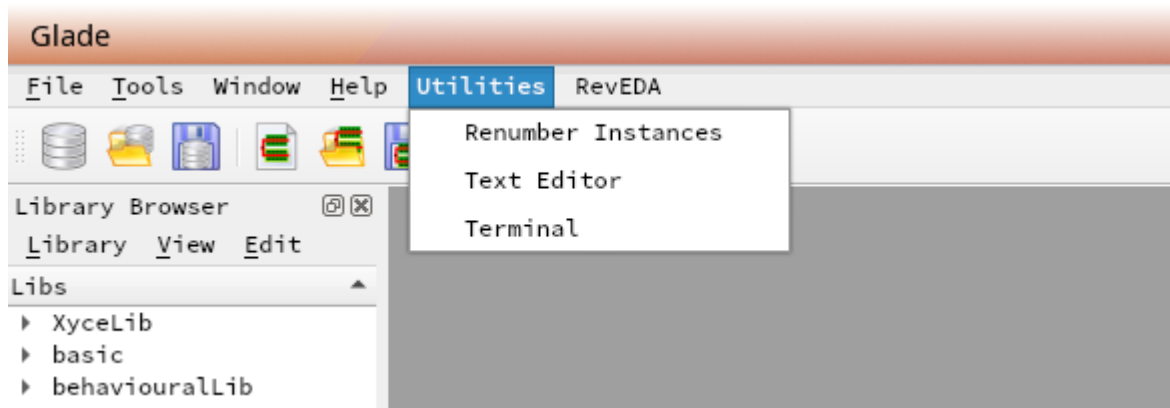 Glade
File Tools Window Help Utilities RevEDA
Renumber Instances
Text Editor
Terminal
Library Browser
Library View Edit
Libs
XyceLib
basic
behaviouralLib